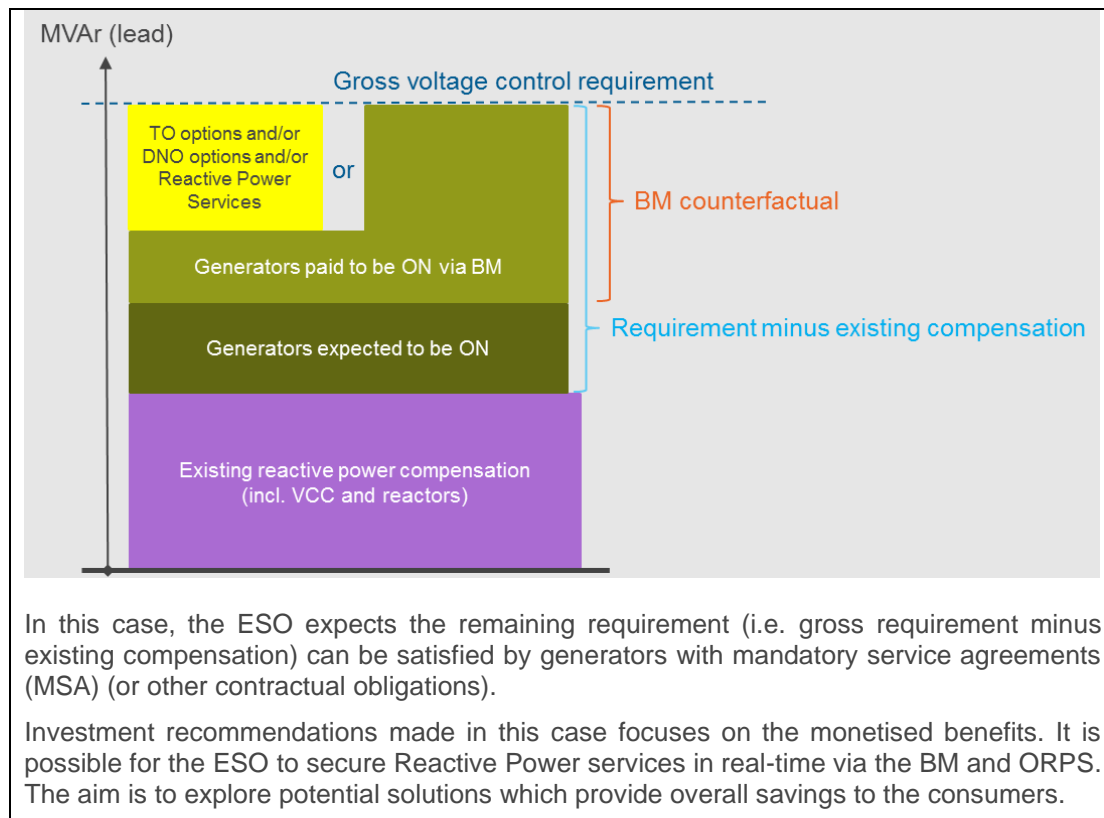 MVAr (lead)
Gross voltage control requirement
TO options and/or
DNO options and/or
Reactive Power
Services
or
BM counterfactual
Generators paid to be ON via BM
Requirement minus existing compensation
Generators expected to be ON
Existing reactive power compensation
(incl. VCC and reactors)
In this case, the ESO expects the remaining requirement (i.e. gross requirement minus
existing compensation) can be satisfied by generators with mandatory service agreements
(MSA) (or other contractual obligations).
Investment recommendations made in this case focuses on the monetised benefits. It is
possible for the ESO to secure Reactive Power services in real-time via the BM and ORPS.
The aim is to explore potential solutions which provide overall savings to the consumers.